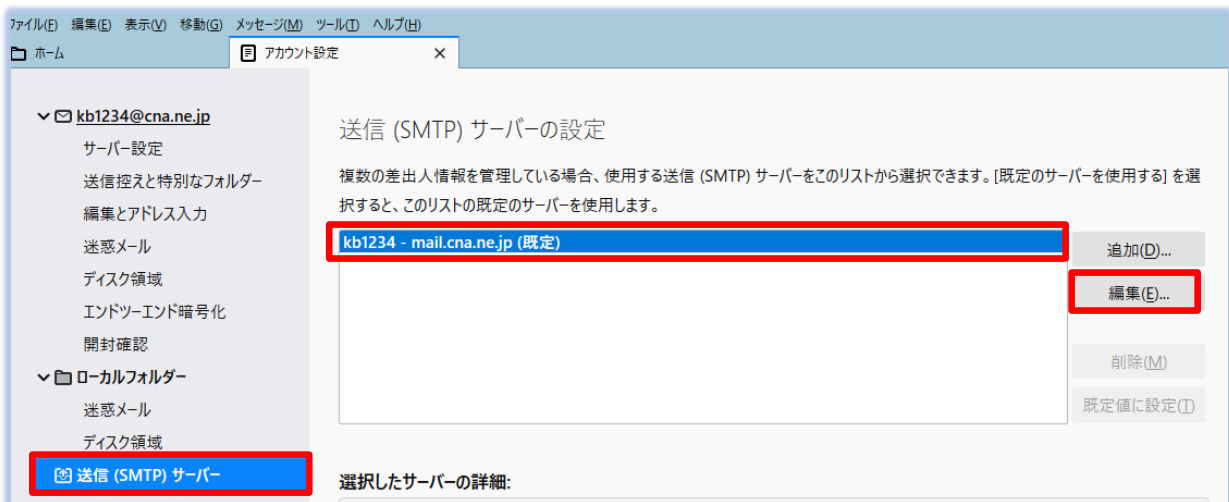 ファイル(F) 編集(E) 表示(V) 移動(G) メッセージ(M) ツール(T) ヘルプ(H)
ホーム アカウント設定 ×
kb1234@cna.ne.jp
サーバー設定
送信控えと特別なフォルダー
編集とアドレス入力
迷惑メール
ディスク領域
エンドツーエンド暗号化
開封確認
ローカルフォルダー
迷惑メール
ディスク領域
送信 (SMTP) サーバー
送信 (SMTP) サーバーの設定
複数の差出人情報を管理している場合、使用する送信 (SMTP) サーバーをこのリストから選択できます。[既定のサーバーを使用する] を選
択すると、このリストの既定のサーバーを使用します。
kb1234 - mail.cna.ne.jp (既定)
追加(D)...
編集(E)...
削除(M)
既定値に設定(T)
選択したサーバーの詳細: